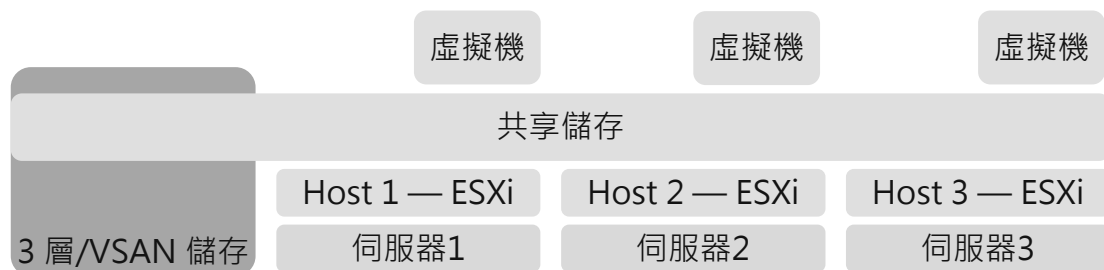 虛擬機
虛擬機
虛擬機
共享儲存
Host 1 — ESXi
Host 2 — ESXi
Host 3 — ESXi
3 層/VSAN 儲存
伺服器1
伺服器2
伺服器3